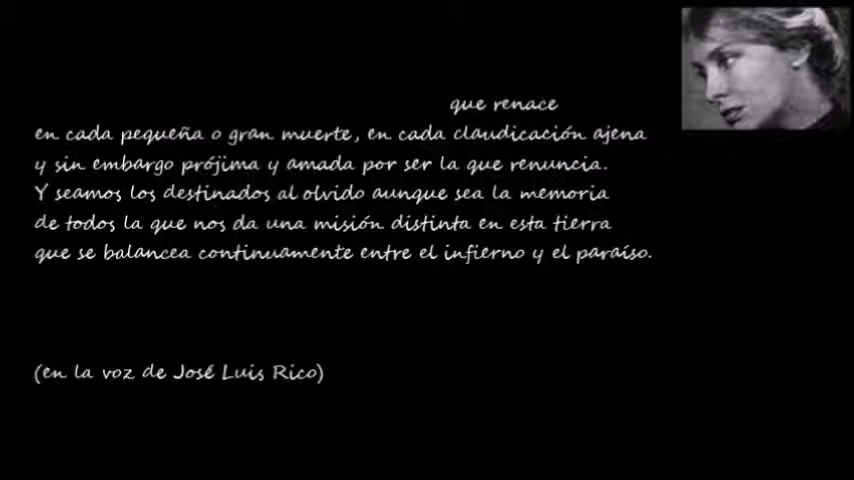 que renace
en cada pequeña o gran muerte, en cada claudicación ajena
y sin embargo prójima y amada por ser la que renuncia.
Y seamos los destinados al olvido aunque sea la memoria
de todos la que nos da una misión distinta en esta tierra
que se balancea continuamente entre el infierno y el paraíso.
(en la voz de José Luis Rico)